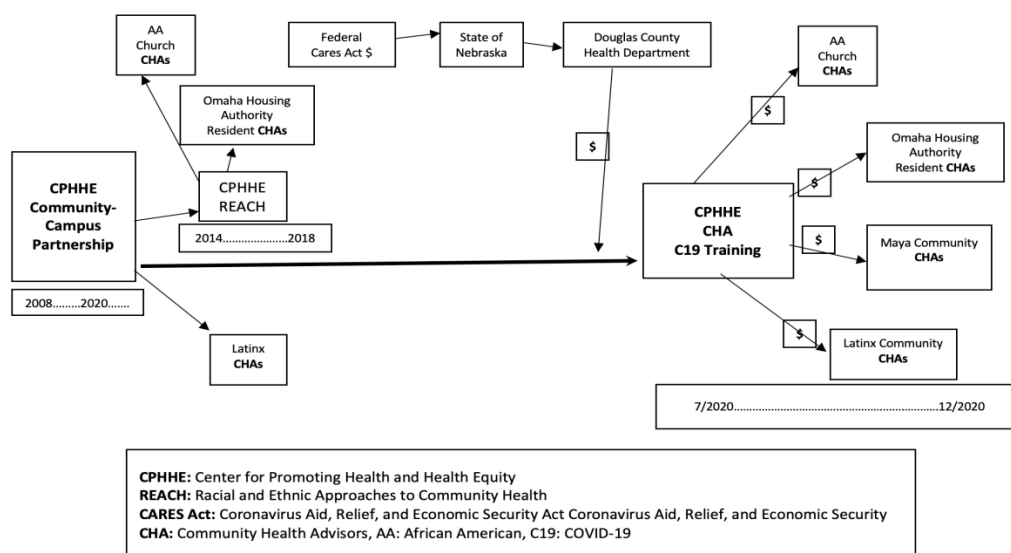 AA
Church
CHAs
Federal
Cares Act $
State of
Nebraska
Douglas County
Health Department
AA
Church
CHAs
Omaha Housing
Authority
Resident CHAs
$
$
Omaha Housing
Authority
Resident CHAs
CPHHE
Community-
Campus
Partnership
CPHHE
REACH
2014.....................2018
CPHHE
CHA
C19 Training
$
$
Maya Community
CHAs
2008.........2020.......
Latinx
CHAs
$
Latinx Community
CHAs
7/2020.....................................................................12/2020
CPHHE: Center for Promoting Health and Health Equity
REACH: Racial and Ethnic Approaches to Community Health
CARES Act: Coronavirus Aid, Relief, and Economic Security Act Coronavirus Aid, Relief, and Economic Security
CHA: Community Health Advisors, AA: African American, C19: COVID-19